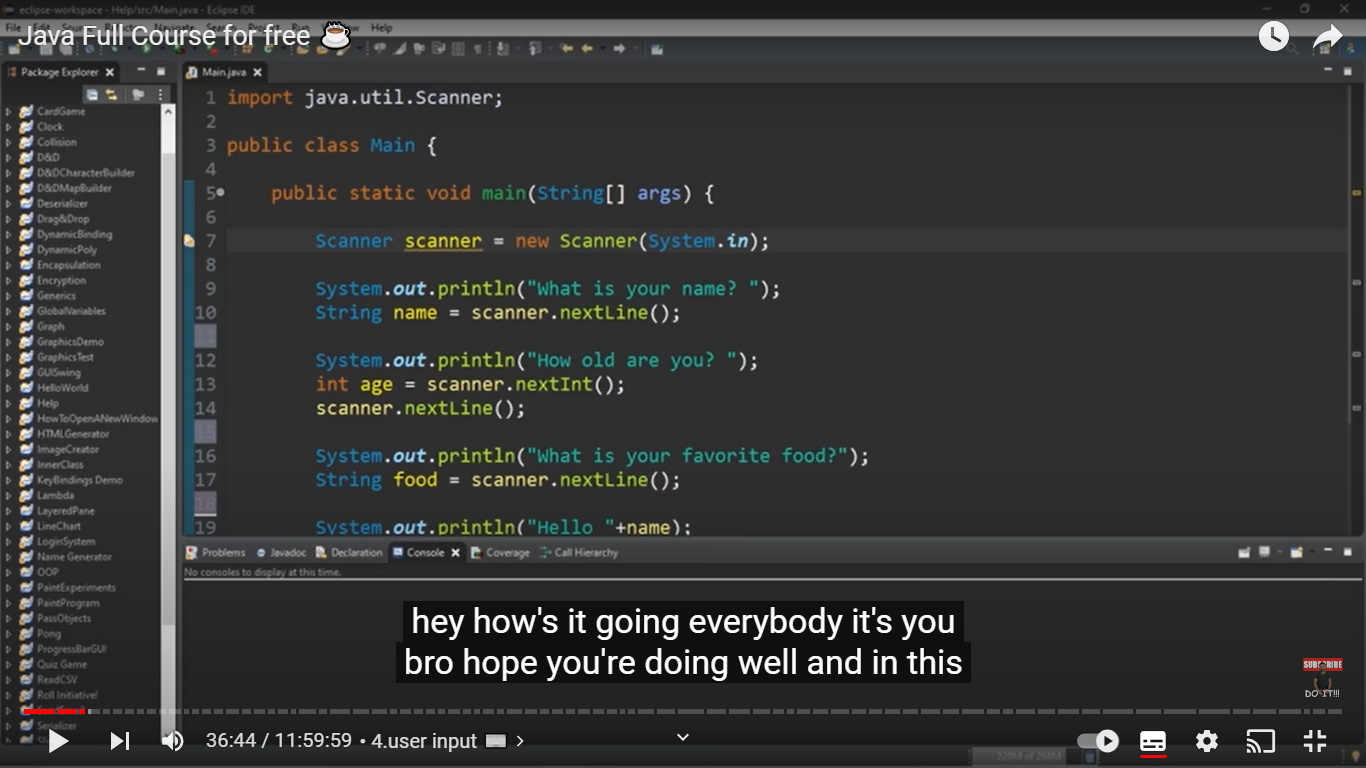 eclipse-workspace - Help/src/Main.java - Eclipse IDE
File Edit Navigate Help
Java Full Course for free ☕
Package Explorer
Main.java
CardGame
Clock
Collision
D&D
D&DCharacterBuilder
D&DMapBuilder
Deserializer
Drag&Drop
DynamicBinding
DynamicPoly
Encapsulation
Encryption
Generics
GlobalVariables
Graph
GraphicsDemo
GraphicsTest
GUISwing
HelloWorld
Help
HowToOpenANewWindow
HTMLGenerator
ImageCreator
InnerClass
KeyBindings Demo
Lambda
LayeredPane
LineChart
LoginSystem
Name Generator
OOP
PaintExperiments
PaintProgram
PassObjects
Pong
ProgressBarGUI
Quiz Game
ReadCSV
Roll Initiative!
Serializer
1 import java.util.Scanner;
2
3 public class Main {
4
5 public static void main(String[] args) {
6
7 Scanner scanner = new Scanner(System.in);
8
9 System.out.println("What is your name? ");
10 String name = scanner.nextLine();
11
12 System.out.println("How old are you? ");
13 int age = scanner.nextInt();
14 scanner.nextLine();
15
16 System.out.println("What is your favorite food?");
17 String food = scanner.nextLine();
18
19 System.out.println("Hello "+name);
Problems Javadoc Declaration Console Coverage Call Hierarchy
No consoles to display at this time.
hey how's it going everybody it's you
bro hope you're doing well and in this
SUBSCRIBE
DO IT!!!
36:44 / 11:59:59 • 4.user input ⌨ >
228M of 268M